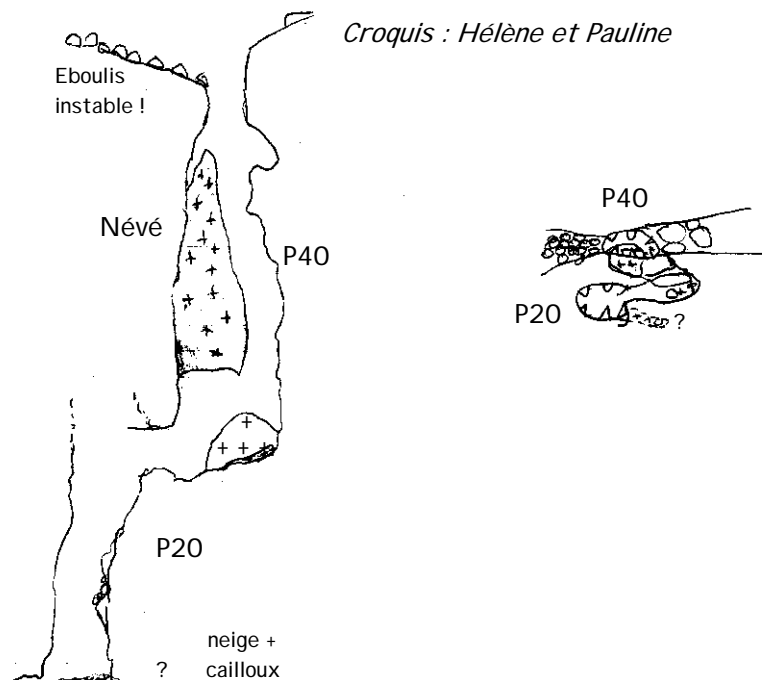 Croquis : Hélène et Pauline
Eboulis
instable !
Névé
P40
P20
?
neige +
cailloux
P40
P20
?